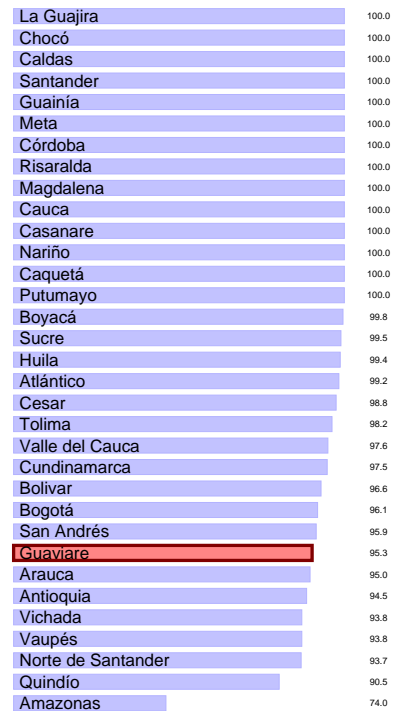 La Guajira 100.0
Chocó 100.0
Caldas 100.0
Santander 100.0
Guainía 100.0
Meta 100.0
Córdoba 100.0
Risaralda 100.0
Magdalena 100.0
Cauca 100.0
Casanare 100.0
Nariño 100.0
Caquetá 100.0
Putumayo 100.0
Boyacá 99.8
Sucre 99.5
Huila 99.4
Atlántico 99.2
Cesar 98.8
Tolima 98.2
Valle del Cauca 97.6
Cundinamarca 97.5
Bolivar 96.6
Bogotá 96.1
San Andrés 95.9
Guaviare 95.3
Arauca 95.0
Antioquia 94.5
Vichada 93.8
Vaupés 93.8
Norte de Santander 93.7
Quindío 90.5
Amazonas 74.0